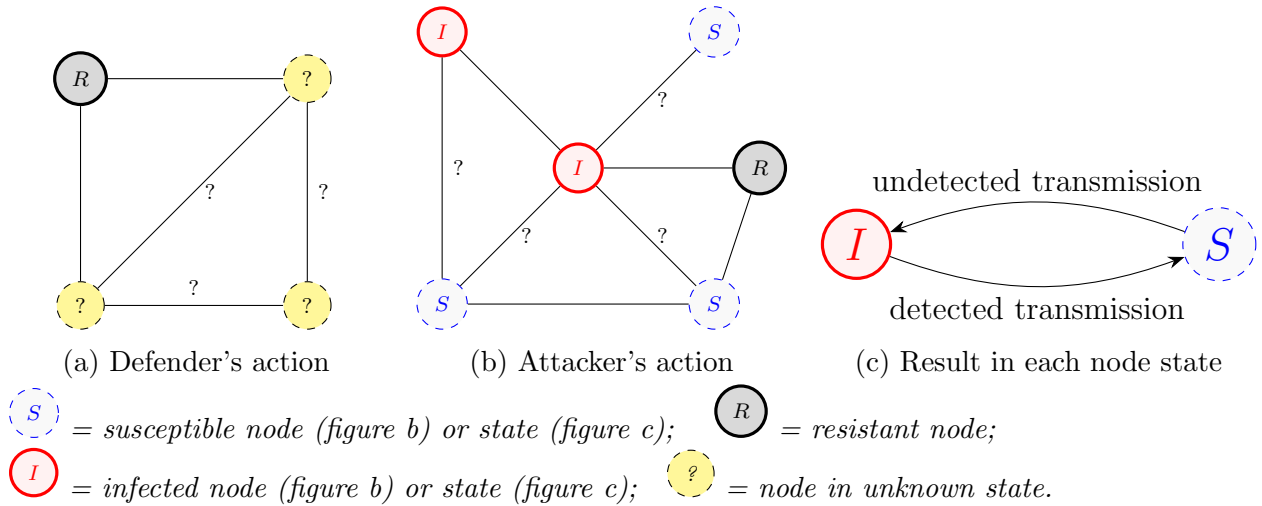 I
S
R
?
?
?
?
?
I
R
?
undetected transmission
I
S
?
?
?
?
?
S
S
detected transmission
(a) Defender's action
(b) Attacker's action
(c) Result in each node state
S = susceptible node (figure b) or state (figure c); R = resistant node;
I = infected node (figure b) or state (figure c); ? = node in unknown state.